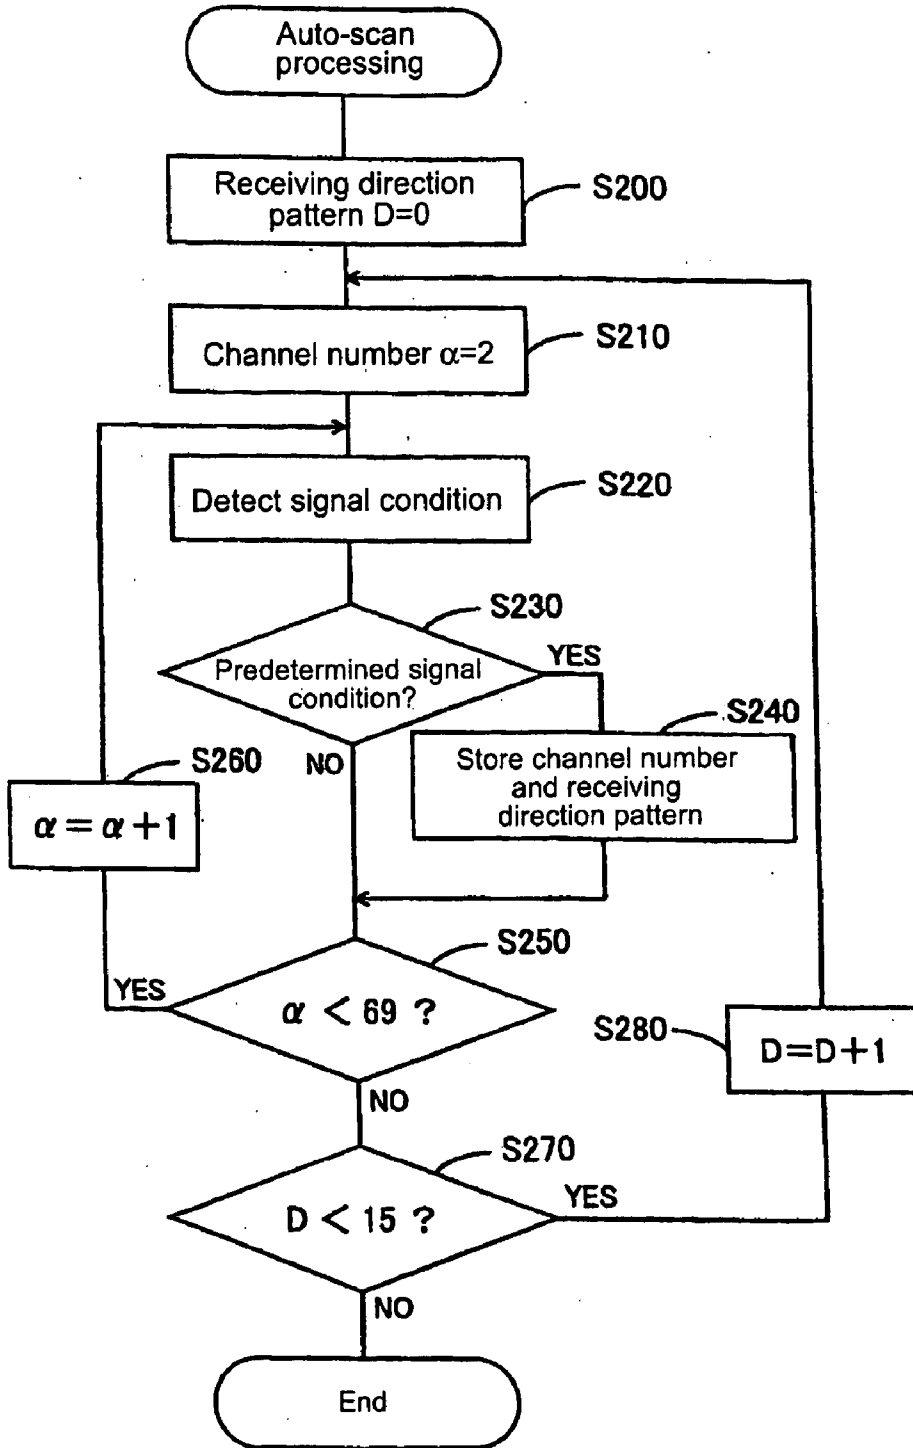 Auto-scan
processing
Receiving direction
pattern D=0
S200
Channel number α=2
S210
Detect signal condition
S220
S230
Predetermined signal
condition?
YES
NO
S240
Store channel number
and receiving
direction pattern
S260
α = α +1
S250
α < 69 ?
YES
NO
S280
D=D+1
S270
D < 15 ?
YES
NO
End